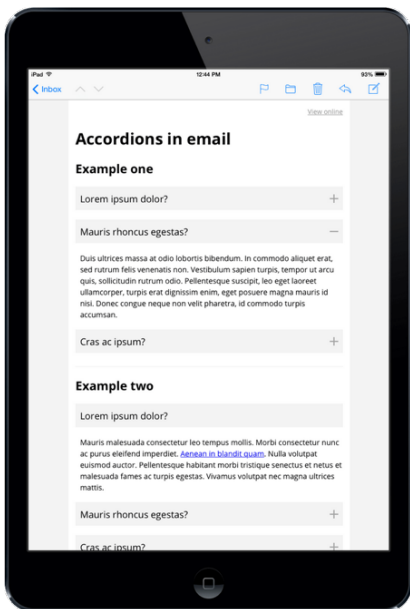 iPad 12:44 PM 93%
Inbox
View online
Accordions in email
Example one
Lorem ipsum dolor? +
Mauris rhoncus egestas? −
Duis ultrices massa at odio lobortis bibendum. In commodo aliquet erat,
sed rutrum felis venenatis non. Vestibulum sapien turpis, tempor ut arcu
quis, sollicitudin rutrum odio. Pellentesque suscipit, leo eget laoreet
ullamcorper, turpis erat dignissim enim, eget posuere magna mauris id
nisi. Donec congue neque non velit pharetra, id commodo turpis
accumsan.
Cras ac ipsum? +
Example two
Lorem ipsum dolor?
Mauris malesuada consectetur leo tempus mollis. Morbi consectetur nunc
ac purus eleifend imperdiet. Aenean in blandit quam. Nulla volutpat
euismod auctor. Pellentesque habitant morbi tristique senectus et netus et
malesuada fames ac turpis egestas. Vivamus volutpat nec magna ultrices
mattis.
Mauris rhoncus egestas? +
Cras ac ipsum? +